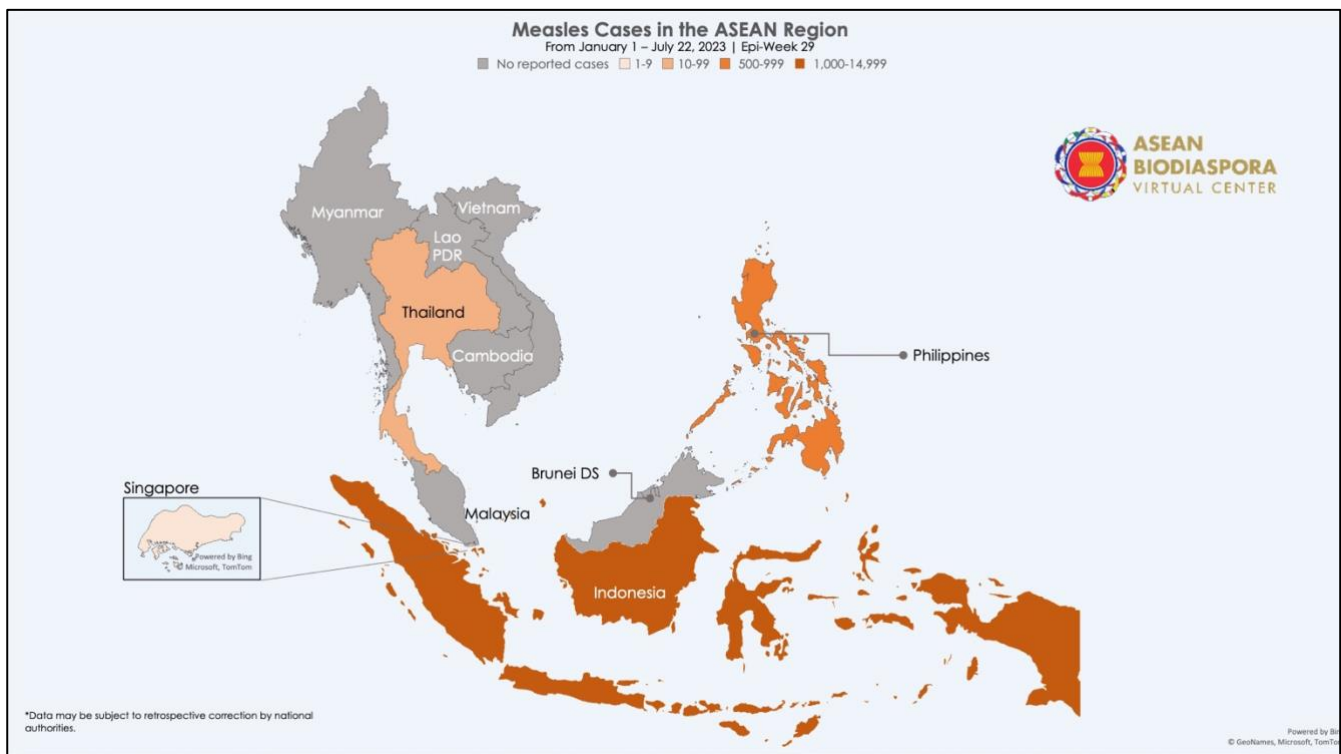 Measles Cases in the ASEAN Region
From January 1 – July 22, 2023 | Epi-Week 29
No reported cases 1-9 10-99 500-999 1,000-14,999
ASEAN
BIODIASPORA
VIRTUAL CENTER
Myanmar
Vietnam
Lao
PDR
Thailand
Cambodia
Philippines
Brunei DS
Singapore
Malaysia
Powered by Bing
© Microsoft, TomTom
Indonesia
*Data may be subject to retrospective correction by national
authorities.
Powered by Bin
© GeoNames, Microsoft, TomTom